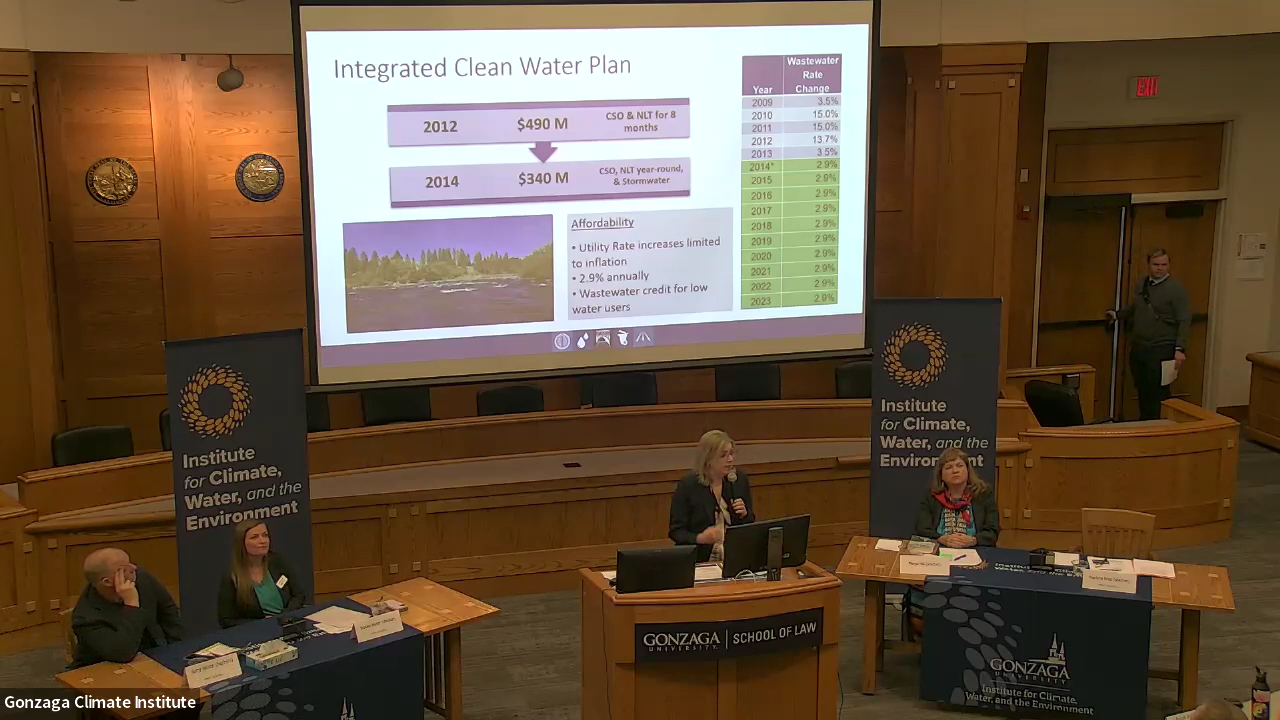 Integrated Clean Water Plan
2012 $490 M CSO & NLT for 8 months
2014 $340 M CSO, NLT year-round, & Stormwater
Affordability
• Utility Rate increases limited
to inflation
• 2.9% annually
• Wastewater credit for low
water users
Year Wastewater Rate Change
2009 3.5%
2010 15.0%
2011 15.0%
2012 13.7%
2013 3.5%
2014* 2.9%
2015 2.9%
2016 2.9%
2017 2.9%
2018 2.9%
2019 2.9%
2020 2.9%
2021 2.9%
2022 2.9%
2023 2.9%
EXIT
Institute
for Climate,
Water, and the
Environment
Institute
for Climate,
Water, and the
Environment
GONZAGA UNIVERSITY | SCHOOL OF LAW
GONZAGA
UNIVERSITY
Institute for Climate,
Water, and the Environment
Gonzaga Climate Institute